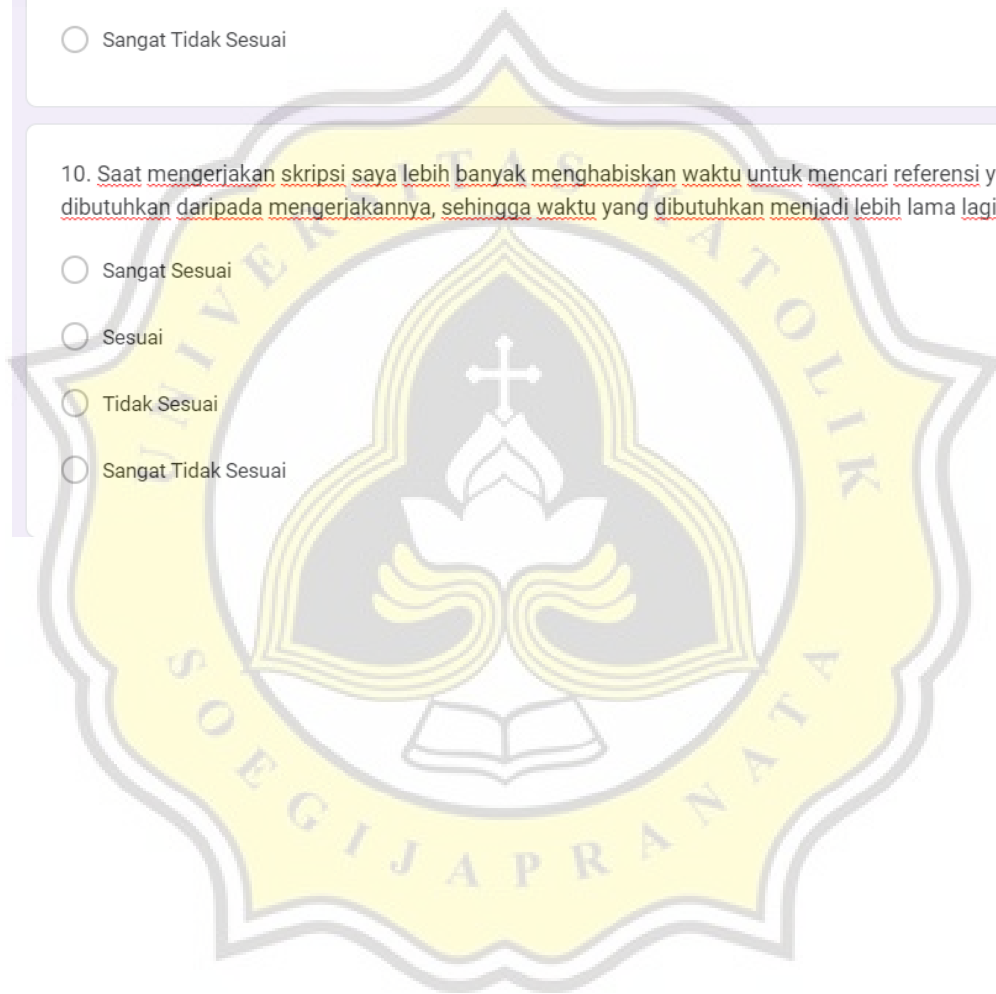 Sangat Tidak Sesuai
10. Saat mengerjakan skripsi saya lebih banyak menghabiskan waktu untuk mencari referensi y
dibutuhkan daripada mengerjakannya, sehingga waktu yang dibutuhkan menjadi lebih lama lagi
Sangat Sesuai
Sesuai
Tidak Sesuai
Sangat Tidak Sesuai
UNIVERSITAS KATOLIK
SOEGIJAPRANATA